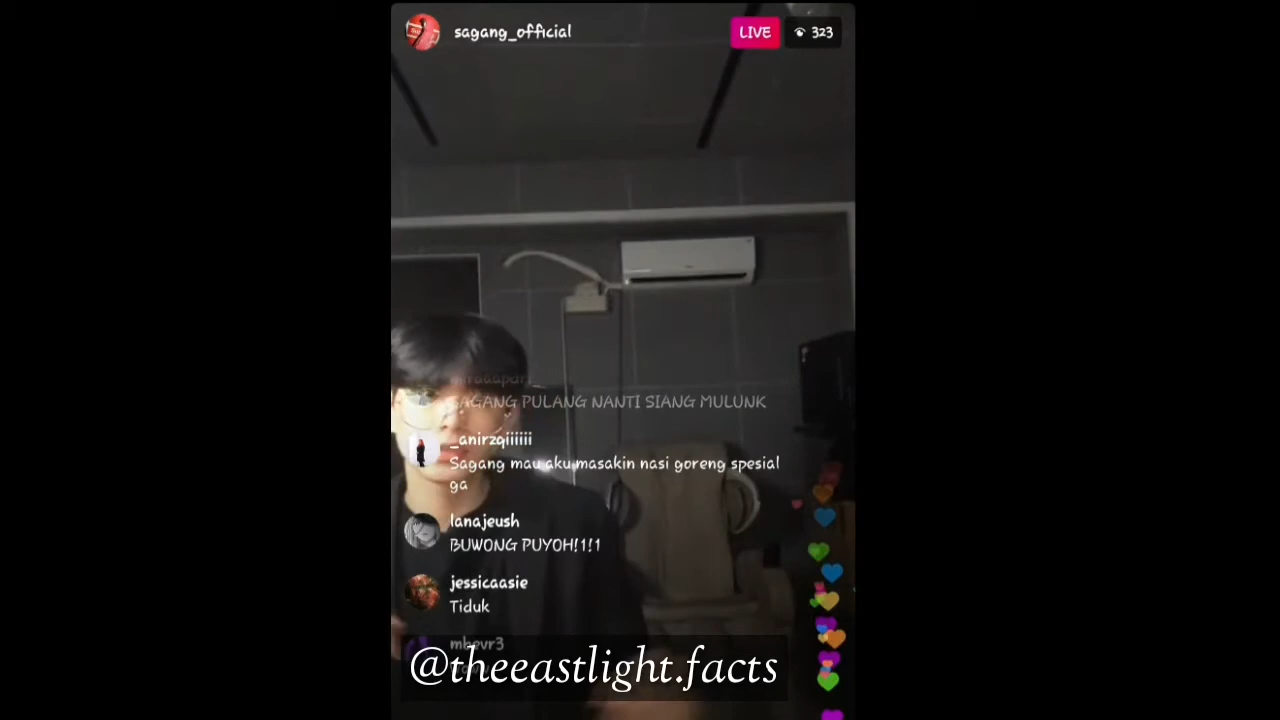 sagang_official
LIVE
323
SAGANG PULANG NANTI SIANG MULUNK
_anirzqiiiiii
Sagang mau aku masakin nasi goreng spesial
ga
lanajeush
BUWONG PUYOH!1!1
jessicaasie
Tiduk
mbevr3
@theeastlight.facts